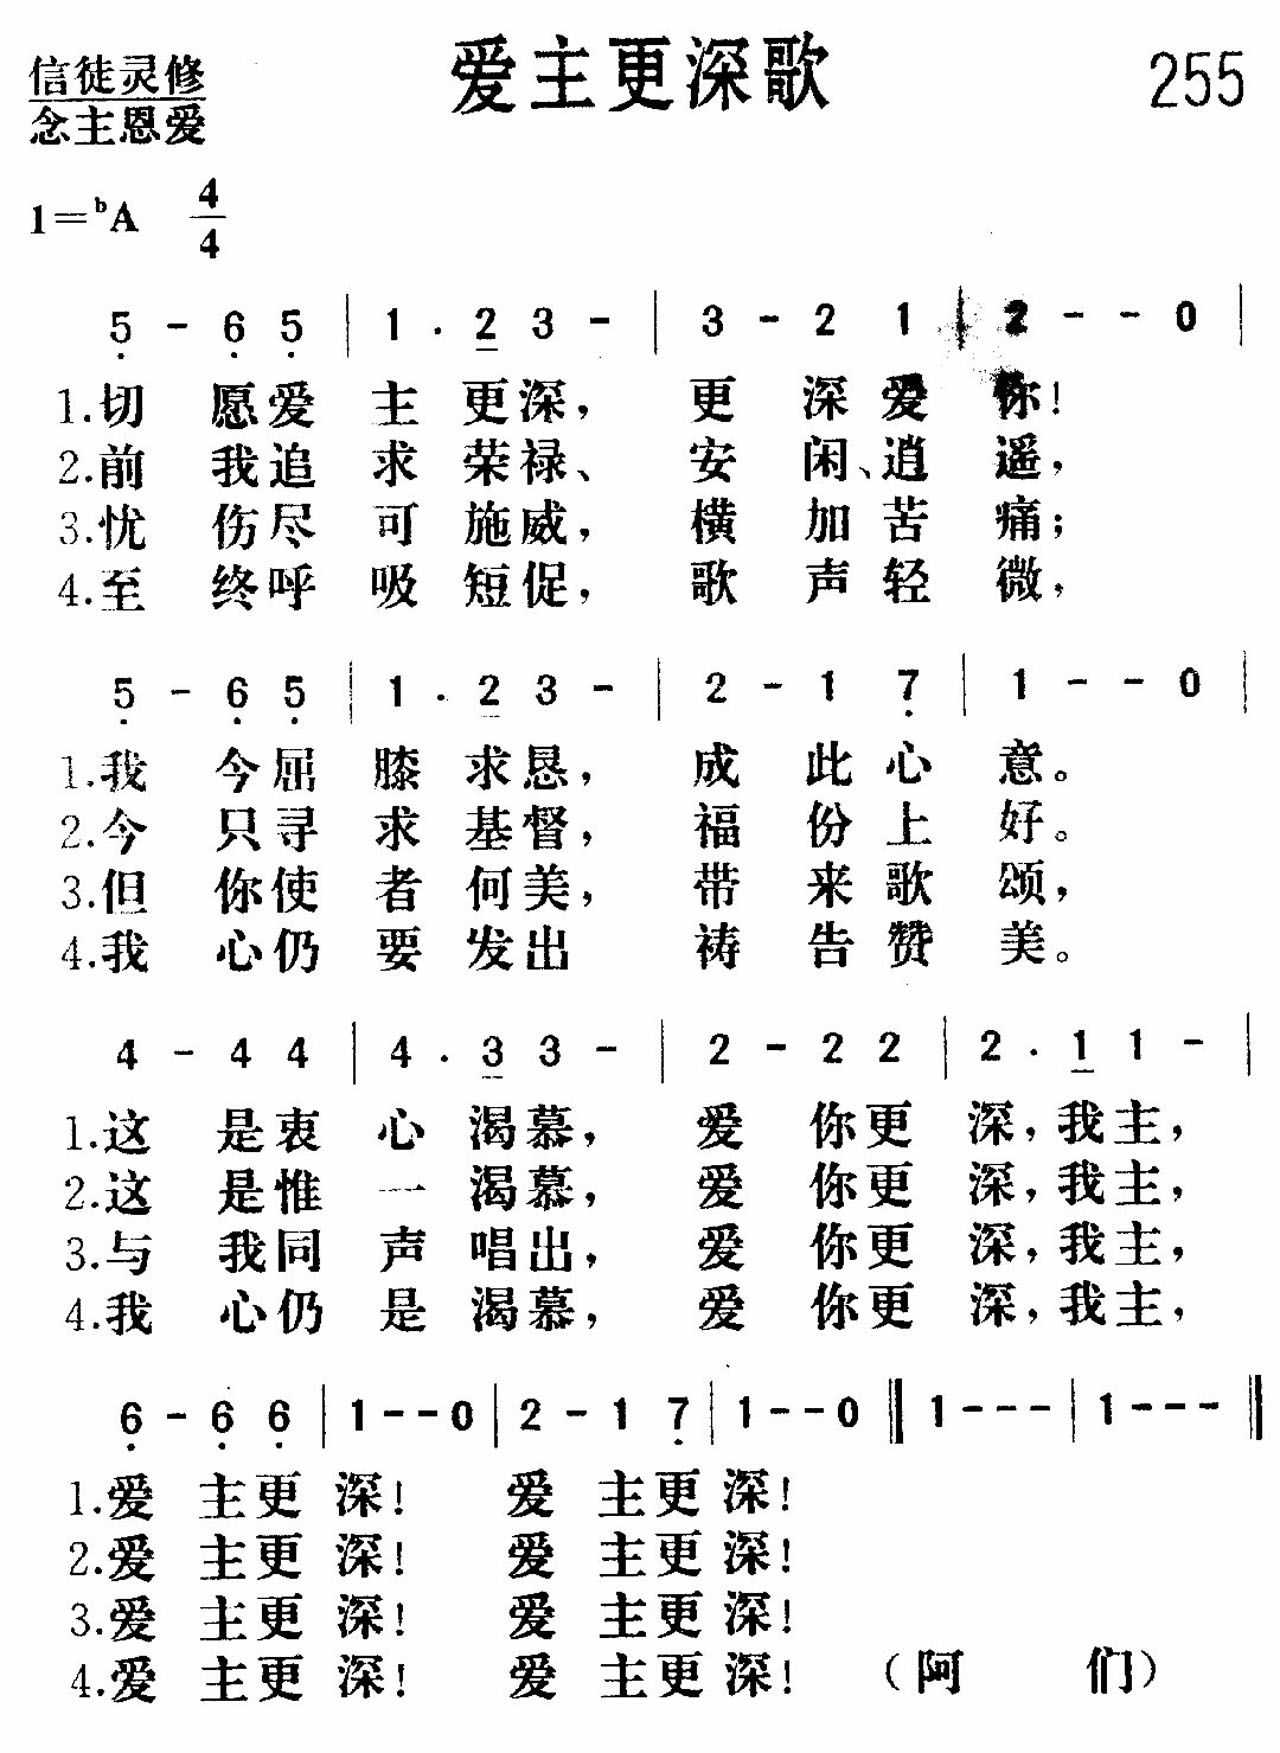 信徒灵修
念主恩爱
爱主更深歌
255
1=bA 4/4
5 - 6 5 | 1 . 2 3 - | 3 - 2 1 | 2 - - 0 |
1.切 愿爱 主 更深， 更 深爱 你！
2.前 我追 求 荣禄、 安 闲、逍 遥，
3.忧 伤尽 可 施威， 横 加苦 痛；
4.至 终呼 吸 短促， 歌 声轻 微，
5 - 6 5 | 1 . 2 3 - | 2 - 1 7 | 1 - - 0 |
1.我 今屈 膝 求恳， 成 此心 意。
2.今 只寻 求 基督， 福 份上 好。
3.但 你使 者 何美， 带 来歌 颂，
4.我 心仍 要 发出 祷 告赞 美。
4 - 4 4 | 4 . 3 3 - | 2 - 2 2 | 2 . 1 1 - |
1.这 是衷 心 渴慕， 爱 你更 深，我主，
2.这 是惟 一 渴慕， 爱 你更 深，我主，
3.与 我同 声 唱出， 爱 你更 深，我主，
4.我 心仍 是 渴慕， 爱 你更 深，我主，
6 - 6 6 | 1 - - 0 | 2 - 1 7 | 1 - - 0 ‖ 1 - - - | 1 - - - ‖
1.爱 主更 深！ 爱 主更 深！
2.爱 主更 深！ 爱 主更 深！
3.爱 主更 深！ 爱 主更 深！
4.爱 主更 深！ 爱 主更 深！ （阿 们）